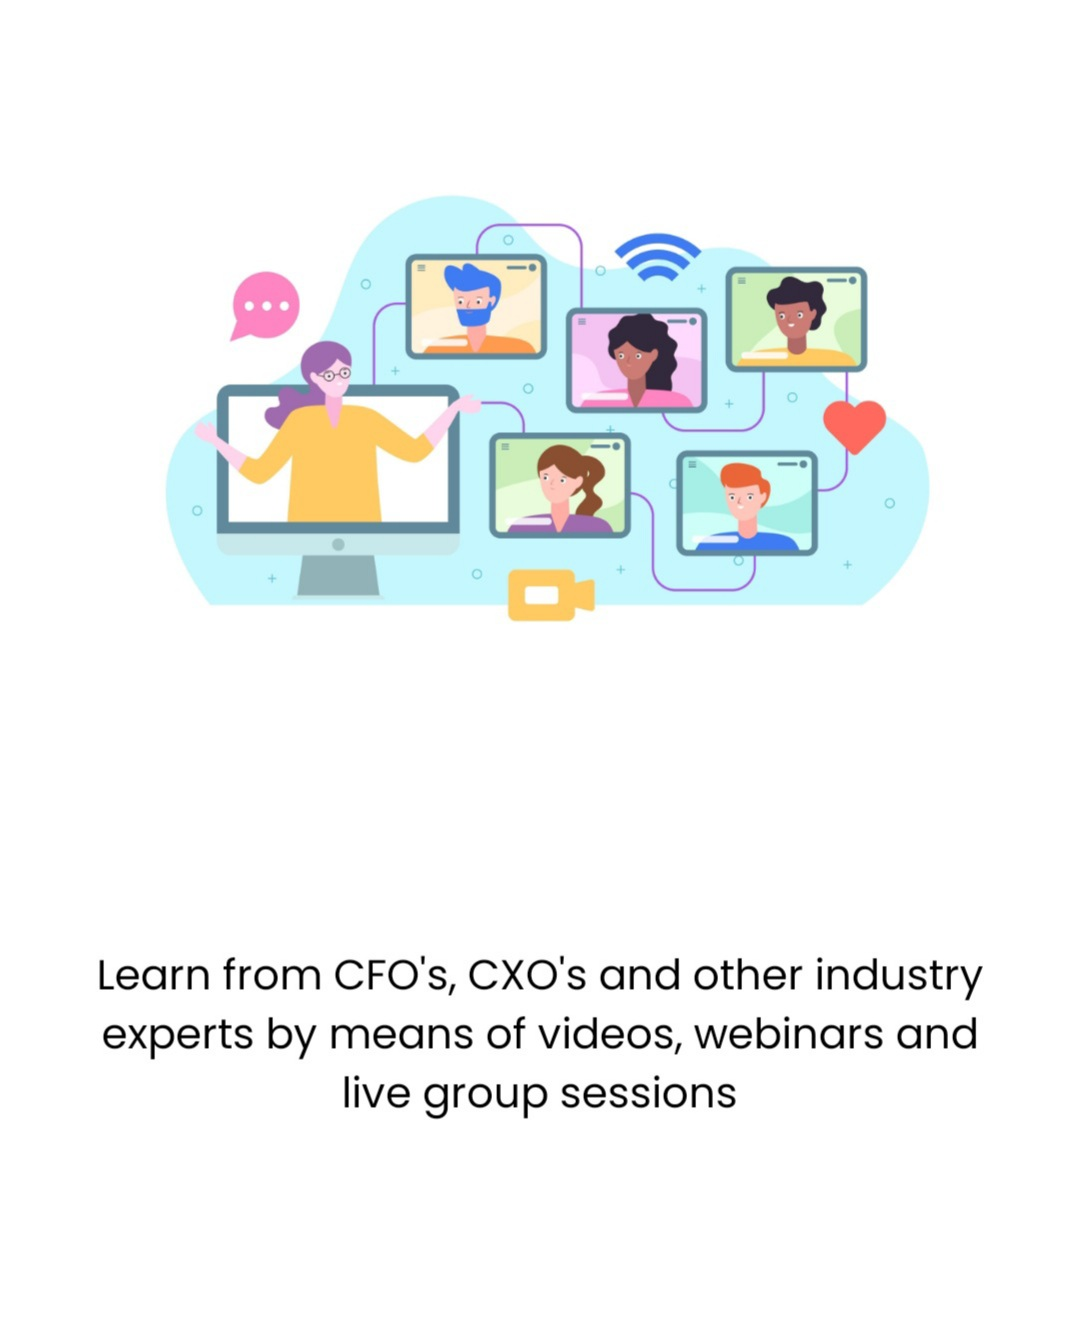 Learn from CFO's, CXO's and other industry
experts by means of videos, webinars and
live group sessions